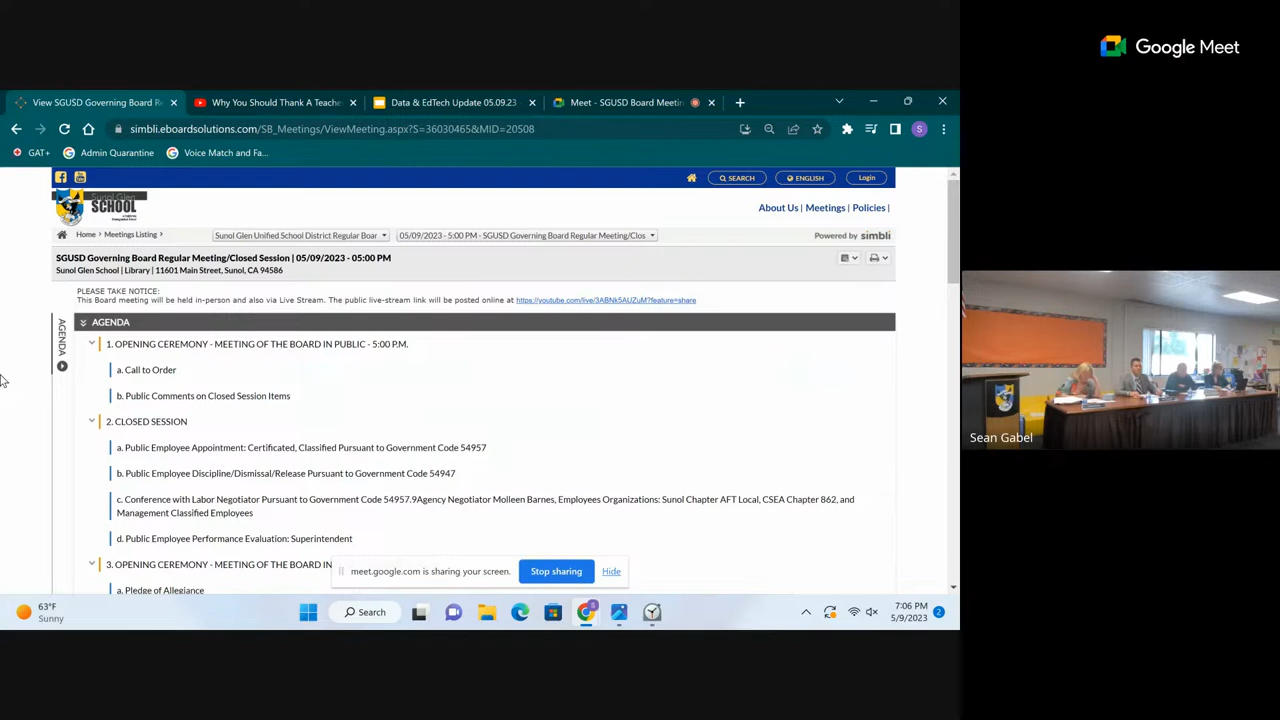 Google Meet
View SGUSD Governing Board Re
Why You Should Thank A Teache
Data & EdTech Update 05.09.23
Meet - SGUSD Board Meetin
simbli.eboardsolutions.com/SB_Meetings/ViewMeeting.aspx?S=36030465&MID=20508
S
GAT+
Admin Quarantine
Voice Match and Fa...
SEARCH
ENGLISH
Login
SCHOOL
About Us | Meetings | Policies |
Home > Meetings Listing >
Sunol Glen Unified School District Regular Boar
05/09/2023 - 5:00 PM - SGUSD Governing Board Regular Meeting/Clos
Powered by simbli
SGUSD Governing Board Regular Meeting/Closed Session | 05/09/2023 - 05:00 PM
Sunol Glen School | Library | 11601 Main Street, Sunol, CA 94586
PLEASE TAKE NOTICE:
This Board meeting will be held in-person and also via Live Stream. The public live-stream link will be posted online at https://youtube.com/live/3ABNk5AUZuM?feature=share
AGENDA
AGENDA
1. OPENING CEREMONY - MEETING OF THE BOARD IN PUBLIC - 5:00 P.M.
a. Call to Order
b. Public Comments on Closed Session Items
2. CLOSED SESSION
a. Public Employee Appointment: Certificated, Classified Pursuant to Government Code 54957
b. Public Employee Discipline/Dismissal/Release Pursuant to Government Code 54947
c. Conference with Labor Negotiator Pursuant to Government Code 54957.9Agency Negotiator Molleen Barnes, Employees Organizations: Sunol Chapter AFT Local, CSEA Chapter 862, and
Management Classified Employees
d. Public Employee Performance Evaluation: Superintendent
3. OPENING CEREMONY - MEETING OF THE BOARD IN
a. Pledge of Allegiance
meet.google.com is sharing your screen.
Stop sharing
Hide
Sean Gabel
63°F
Sunny
Search
7:06 PM
5/9/2023
2